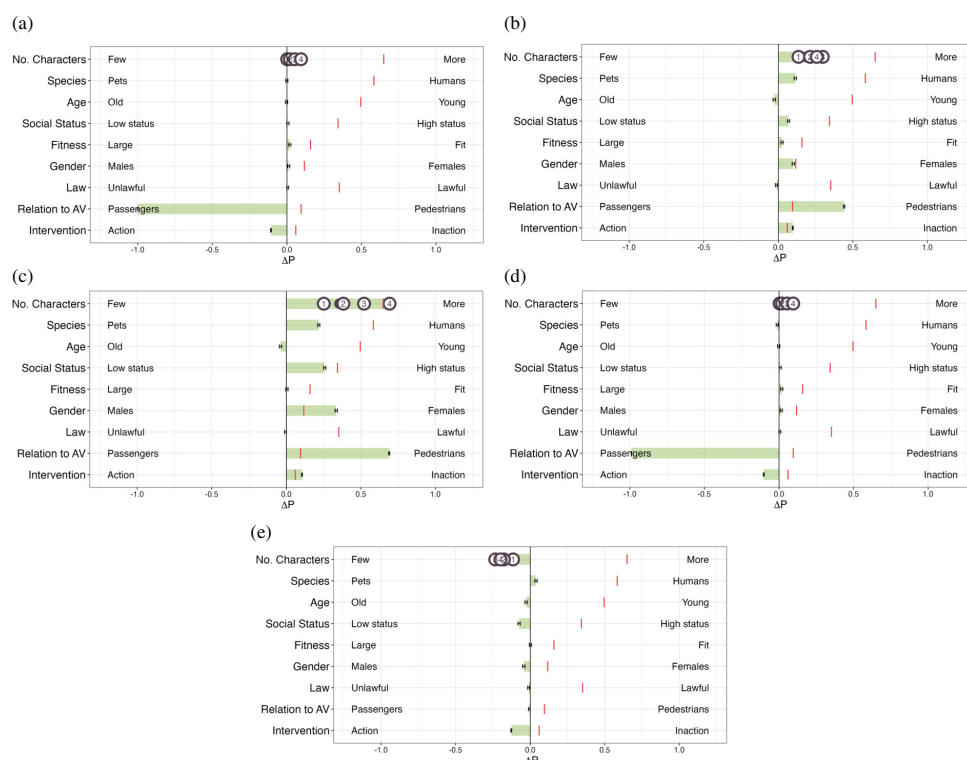 (a)
No. Characters Few 4 More
Species Pets Humans
Age Old Young
Social Status Low status High status
Fitness Large Fit
Gender Males Females
Law Unlawful Lawful
Relation to AV Passengers Pedestrians
Intervention Action Inaction
-1.0 -0.5 0.0 0.5 1.0
ΔP
(b)
No. Characters Few 1 2 4 3 More
Species Pets Humans
Age Old Young
Social Status Low status High status
Fitness Large Fit
Gender Males Females
Law Unlawful Lawful
Relation to AV Passengers Pedestrians
Intervention Action Inaction
-1.0 -0.5 0.0 0.5 1.0
ΔP
(c)
No. Characters Few 1 2 3 4 More
Species Pets Humans
Age Old Young
Social Status Low status High status
Fitness Large Fit
Gender Males Females
Law Unlawful Lawful
Relation to AV Passengers Pedestrians
Intervention Action Inaction
-1.0 -0.5 0.0 0.5 1.0
ΔP
(d)
No. Characters Few 4 More
Species Pets Humans
Age Old Young
Social Status Low status High status
Fitness Large Fit
Gender Males Females
Law Unlawful Lawful
Relation to AV Passengers Pedestrians
Intervention Action Inaction
-1.0 -0.5 0.0 0.5 1.0
ΔP
(e)
No. Characters Few 4 1 More
Species Pets Humans
Age Old Young
Social Status Low status High status
Fitness Large Fit
Gender Males Females
Law Unlawful Lawful
Relation to AV Passengers Pedestrians
Intervention Action Inaction
-1.0 -0.5 0.0 0.5 1.0
ΔP